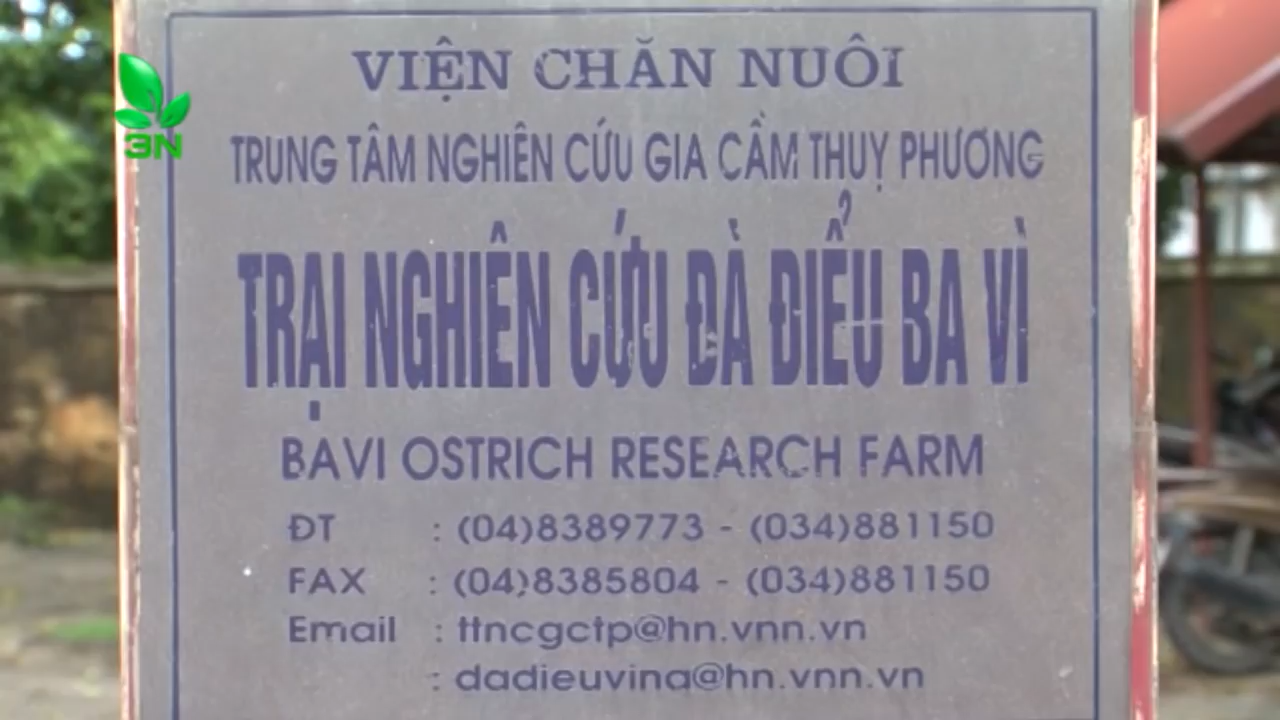 3N
VIỆN CHĂN NUÔI
TRUNG TÂM NGHIÊN CỨU GIA CẦM THUỴ PHƯƠNG
TRẠI NGHIÊN CỨU ĐÀ ĐIỂU BA VÌ
BAVI OSTRICH RESEARCH FARM
ĐT : (04)8389773 - (034)881150
FAX : (04)8385804 - (034)881150
Email : ttncgctp@hn.vnn.vn
: dadieuvina@hn.vnn.vn